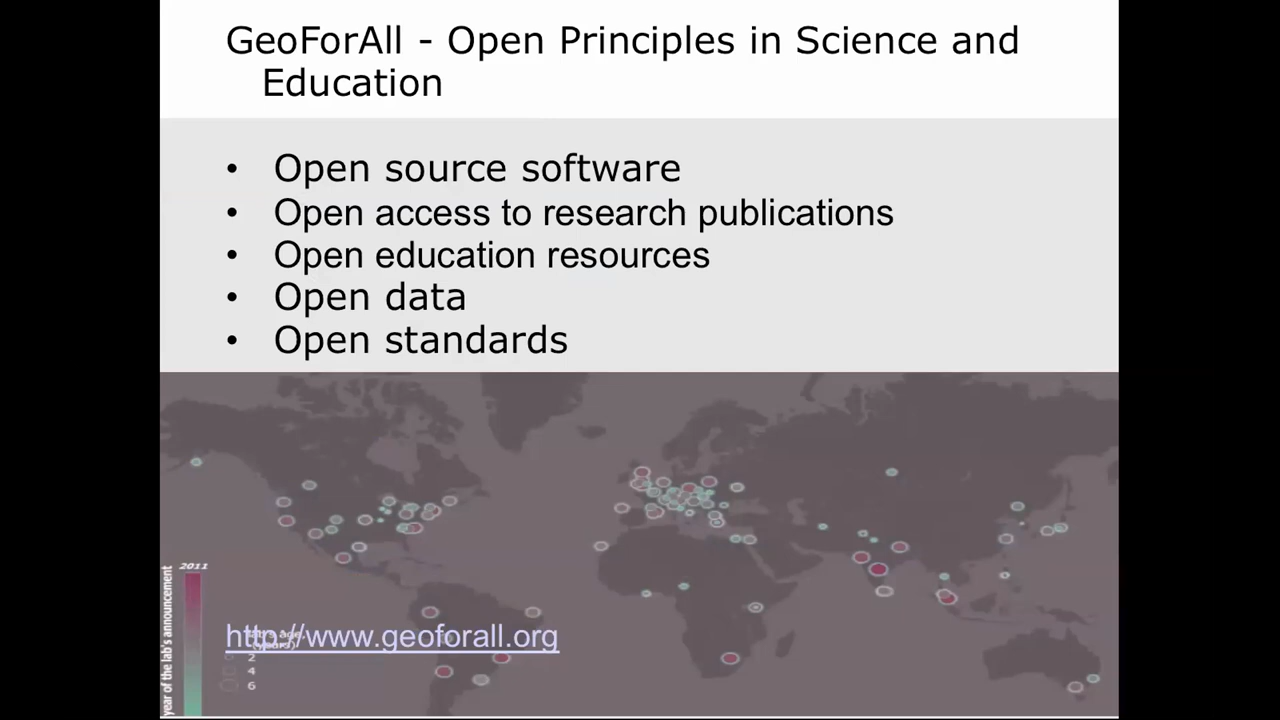 GeoForAll - Open Principles in Science and
Education
• Open source software
• Open access to research publications
• Open education resources
• Open data
• Open standards
2011
year of the lab's announcement
http://www.geoforall.org
(years)
2
4
6